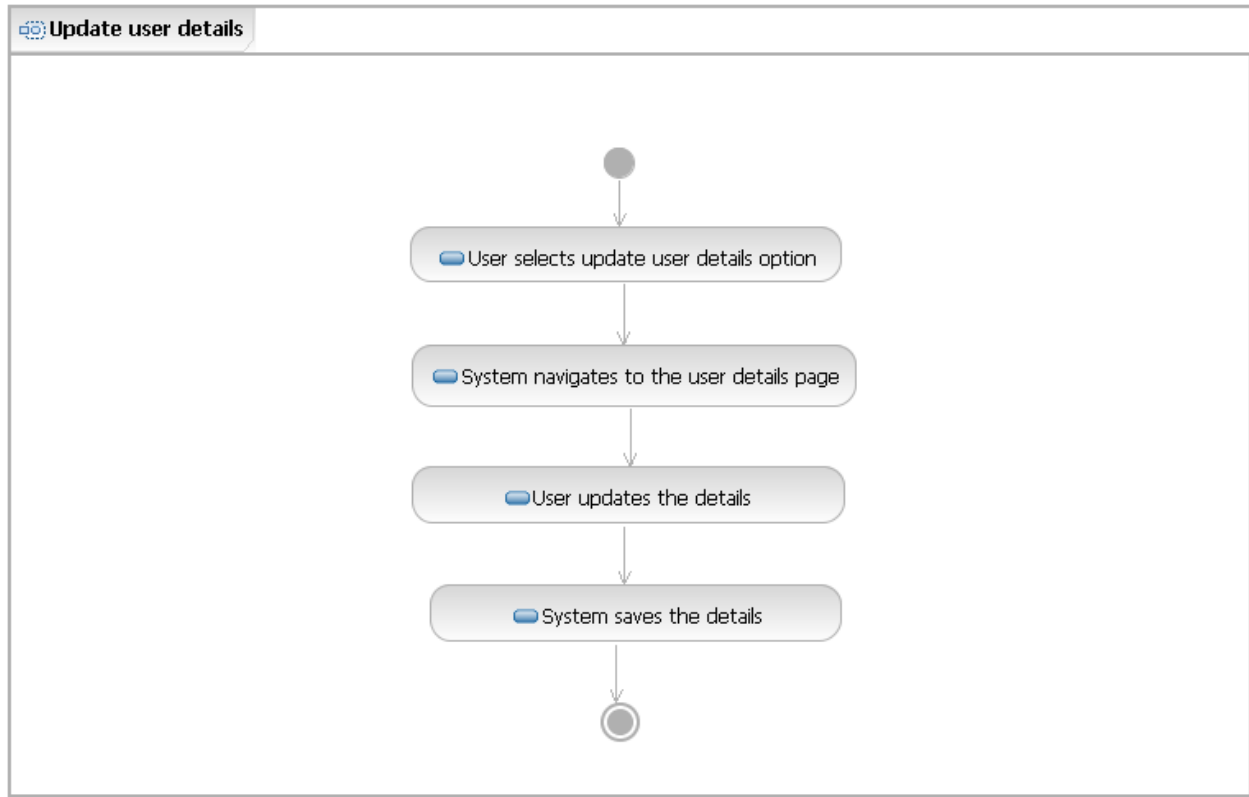 Update user details
User selects update user details option
System navigates to the user details page
User updates the details
System saves the details